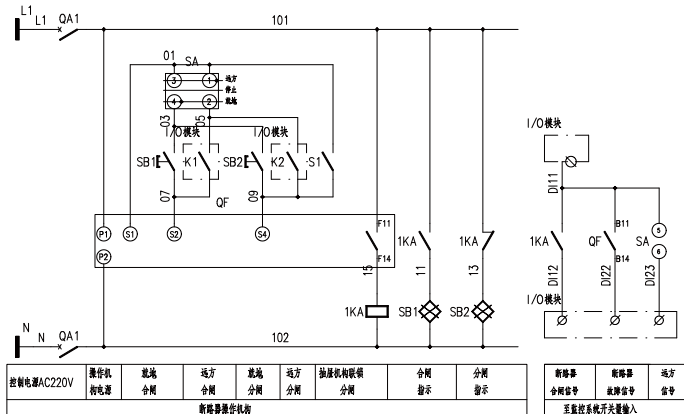 L1
L1 QA1 101
01 SA
3 1 远方
停止
4 2 就地
03 05
I/O模块 I/O模块
SB1 K1 SB2 K2 S1
07 09
QF
P1 S1 S2 S4 F11
P2 F14
15 11 13
1KA 1KA
1KA SB1 SB2
N
N QA1 102
I/O模块
DI11
1KA QF B11 SA 5
B14 6
DI12 DI22 DI23
I/O模块
控制电源AC220V
操作机
构电源
就地
合闸
远方
合闸
就地
分闸
远方
分闸
抽屉机构联锁
分闸
合闸
指示
分闸
指示
断路器操作机构
断路器
合闸信号
断路器
故障信号
远方
信号
至监控系统开关量输入